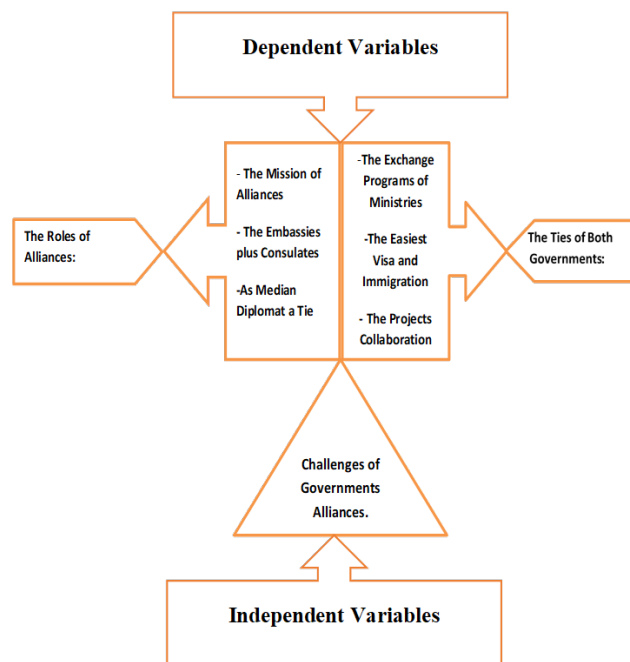 Dependent Variables
- The Mission of
Alliances
- The Embassies
plus Consulates
-As Median
Diplomat a Tie
-The Exchange
Programs of
Ministries
-The Easiest
Visa and
Immigration
- The Projects
Collaboration
The Roles of
Alliances:
The Ties of Both
Governments:
Challenges of
Governments
Alliances.
Independent Variables